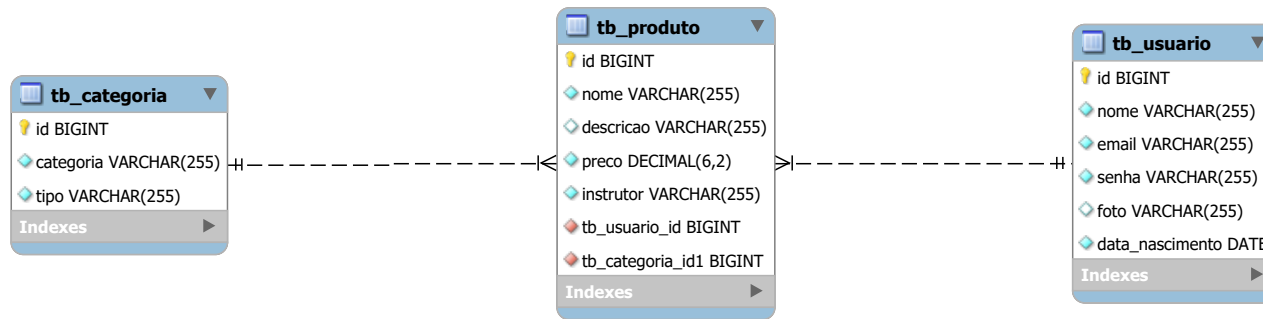 tb_categoria
id BIGINT
categoria VARCHAR(255)
tipo VARCHAR(255)
Indexes
tb_produto
id BIGINT
nome VARCHAR(255)
descricao VARCHAR(255)
preco DECIMAL(6,2)
instrutor VARCHAR(255)
tb_usuario_id BIGINT
tb_categoria_id1 BIGINT
Indexes
tb_usuario
id BIGINT
nome VARCHAR(255)
email VARCHAR(255)
senha VARCHAR(255)
foto VARCHAR(255)
data_nascimento DATE
Indexes